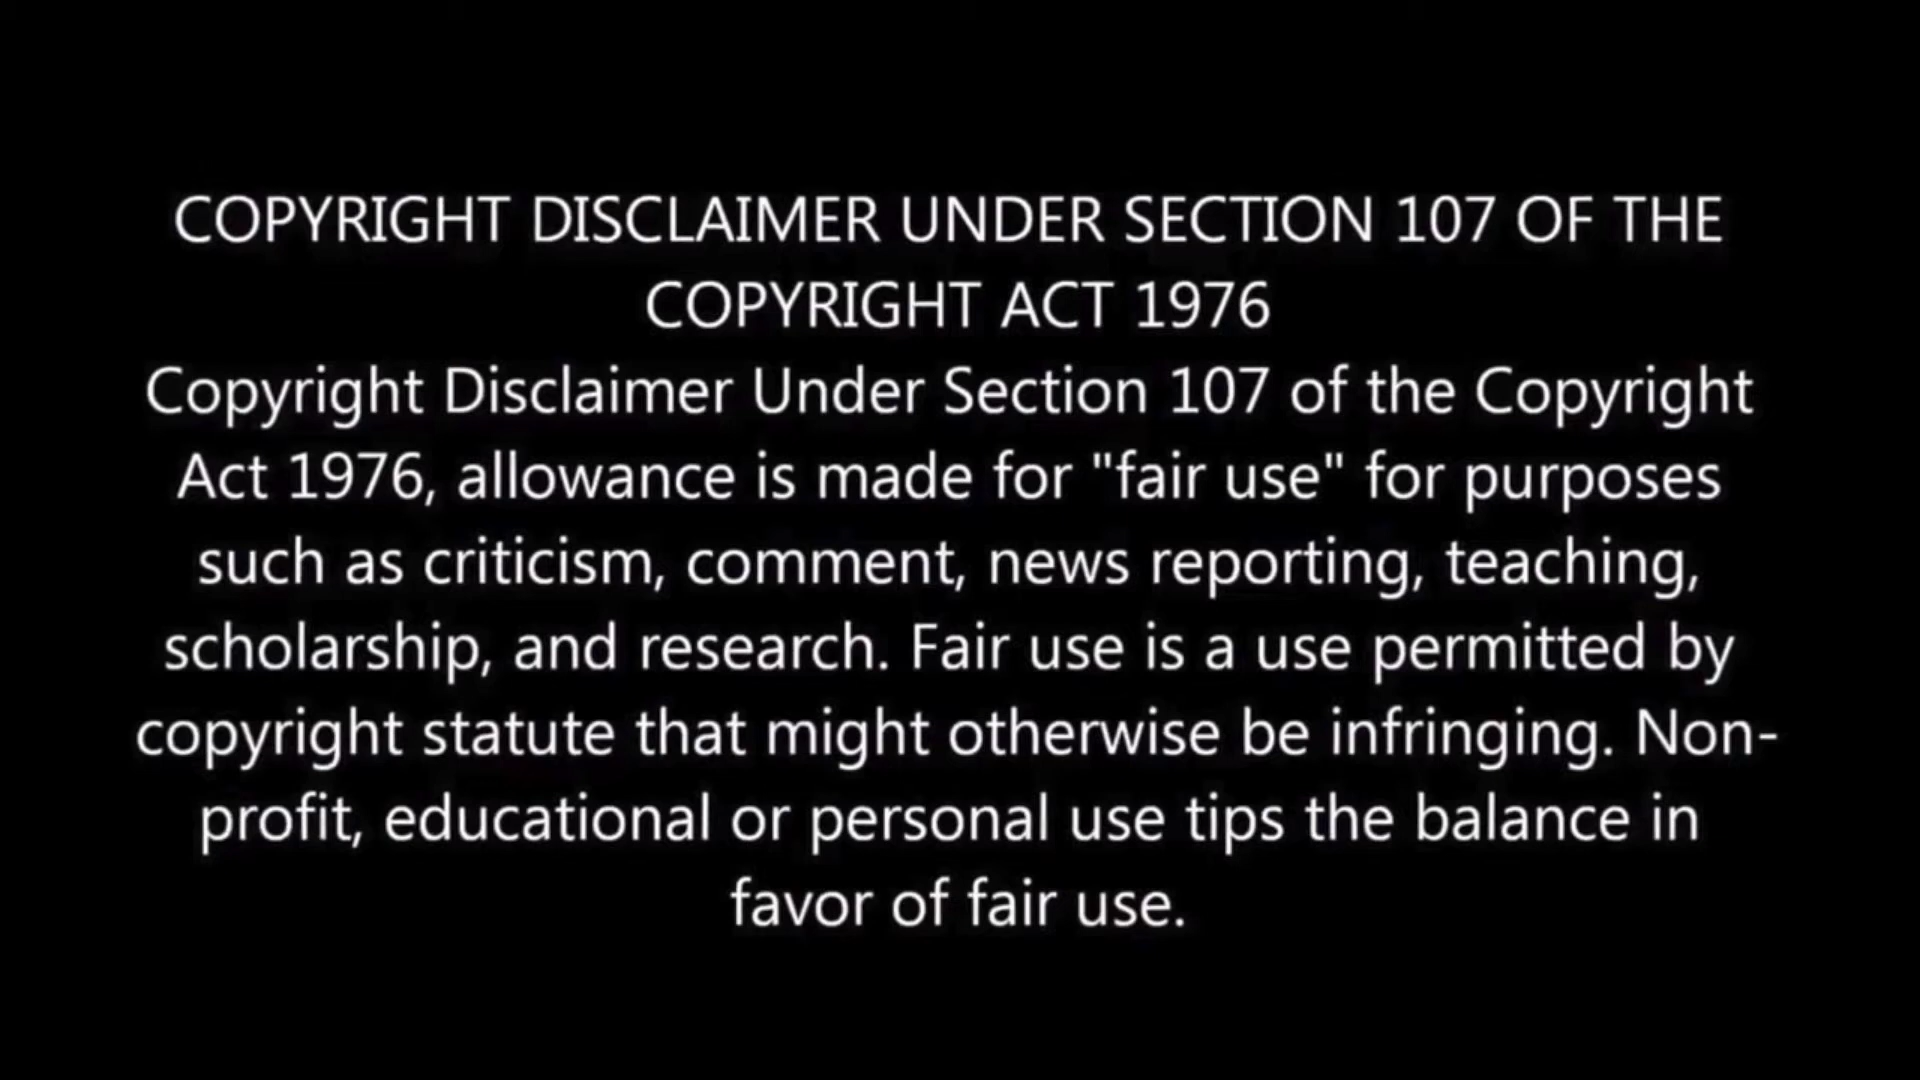 COPYRIGHT DISCLAIMER UNDER SECTION 107 OF THE
COPYRIGHT ACT 1976
Copyright Disclaimer Under Section 107 of the Copyright
Act 1976, allowance is made for "fair use" for purposes
such as criticism, comment, news reporting, teaching,
scholarship, and research. Fair use is a use permitted by
copyright statute that might otherwise be infringing. Non-
profit, educational or personal use tips the balance in
favor of fair use.